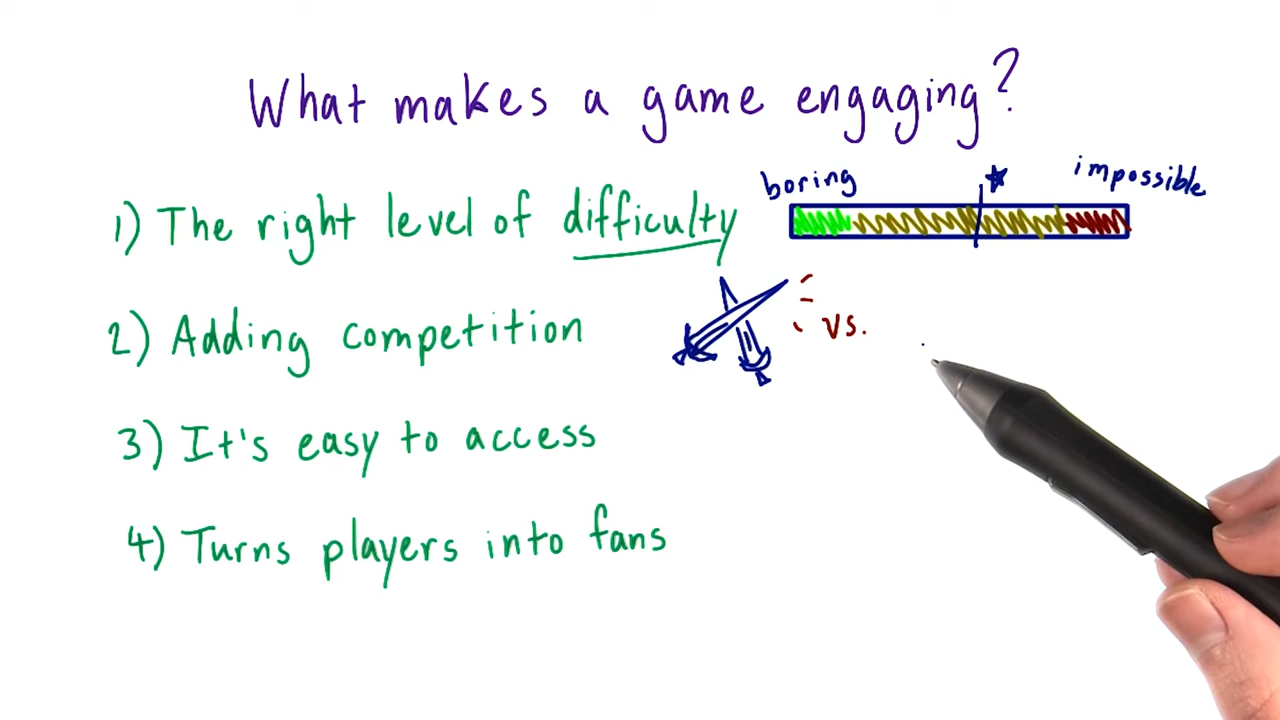 What makes a game engaging?
boring
impossible
1) The right level of difficulty
2) Adding competition
vs.
3) It's easy to access
4) Turns players into fans